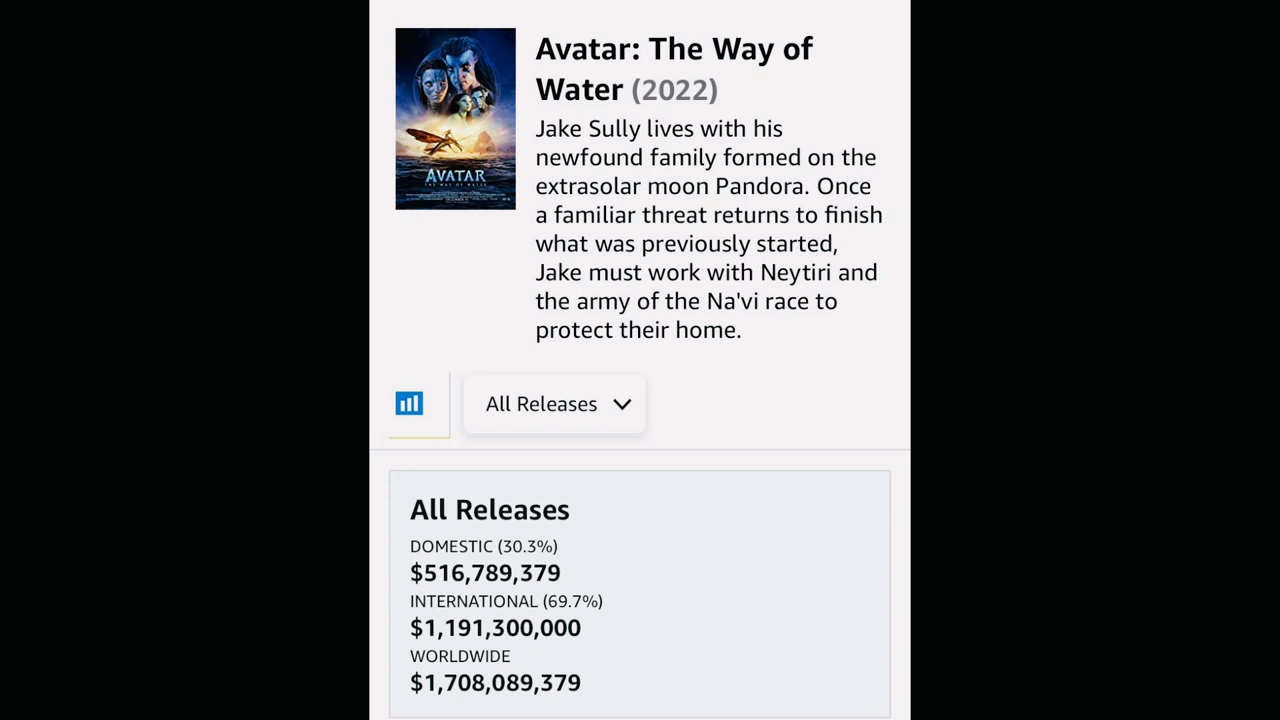 Avatar: The Way of
Water (2022)
Jake Sully lives with his
newfound family formed on the
extrasolar moon Pandora. Once
a familiar threat returns to finish
what was previously started,
Jake must work with Neytiri and
the army of the Na'vi race to
protect their home.
AVATAR
THE WAY OF WATER
All Releases
All Releases
DOMESTIC (30.3%)
$516,789,379
INTERNATIONAL (69.7%)
$1,191,300,000
WORLDWIDE
$1,708,089,379